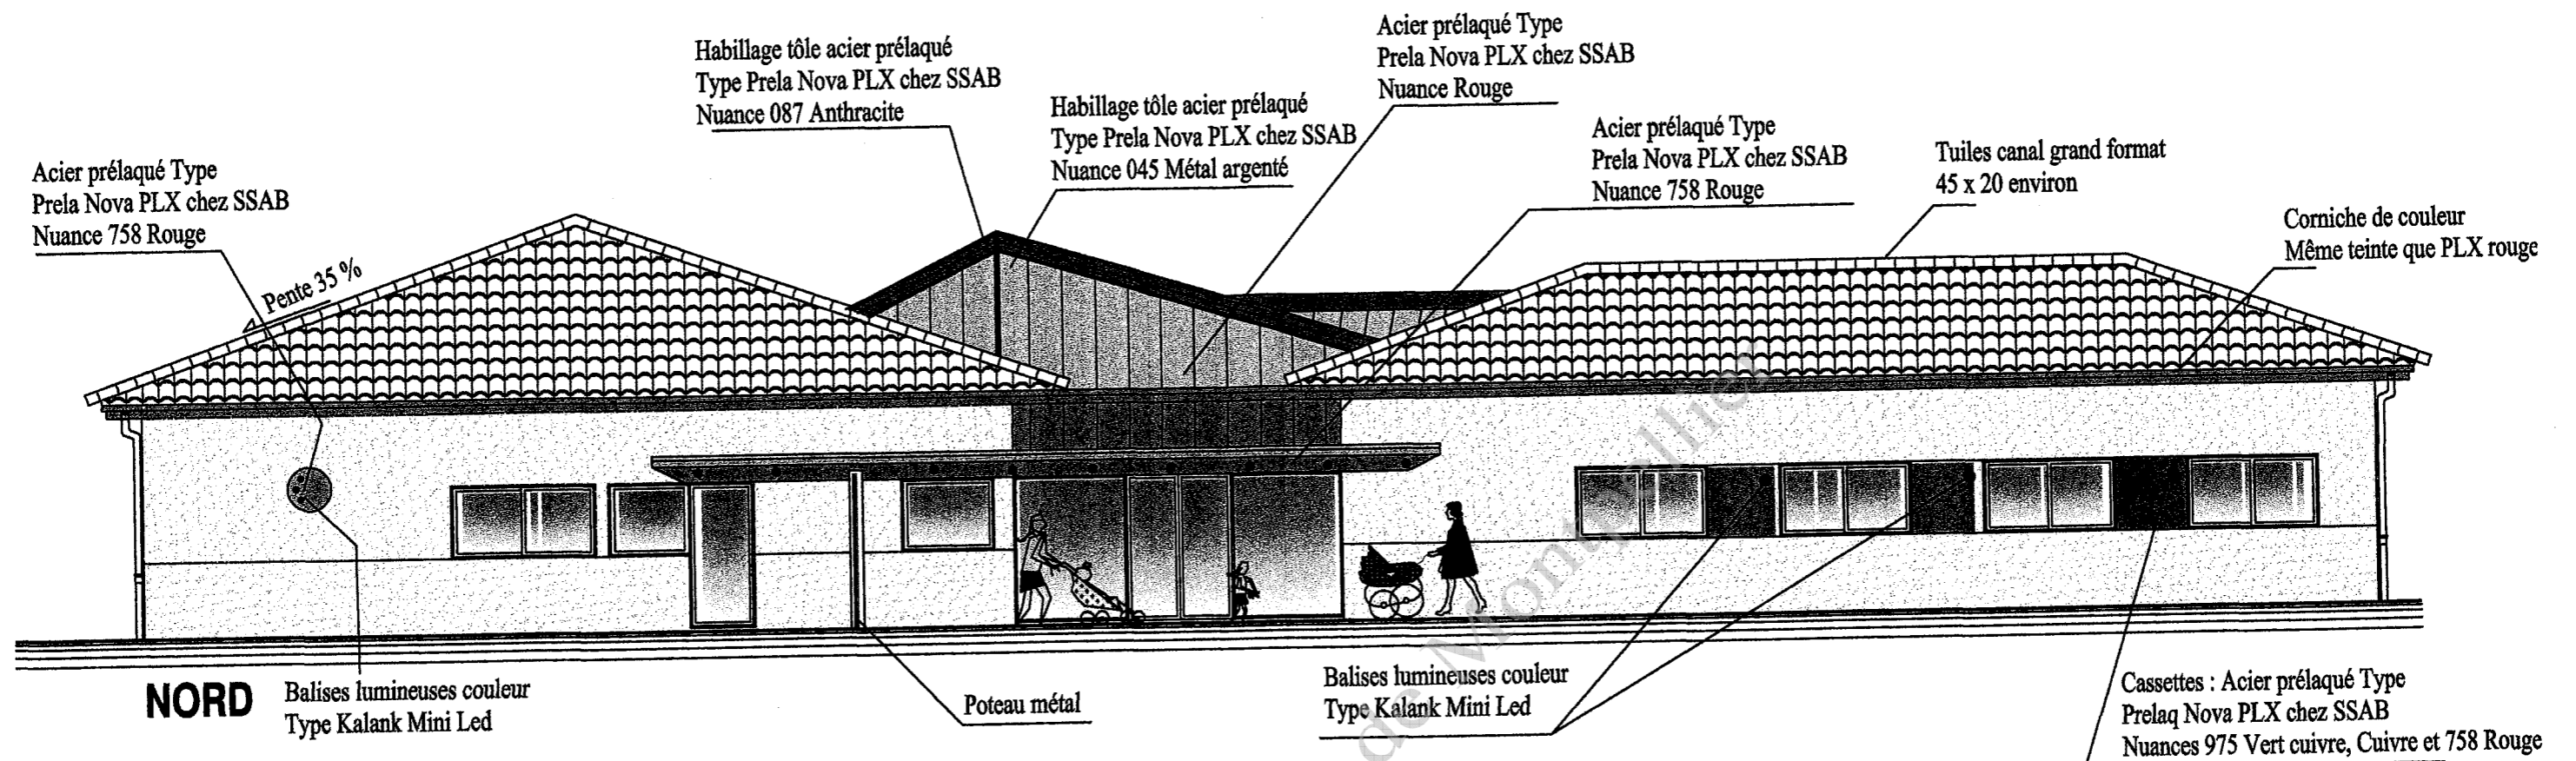 Acier prélaqué Type
Prela Nova PLX chez SSAB
Nuance 758 Rouge
Pente 35 %
Habillage tôle acier prélaqué
Type Prela Nova PLX chez SSAB
Nuance 087 Anthracite
Habillage tôle acier prélaqué
Type Prela Nova PLX chez SSAB
Nuance 045 Métal argenté
Acier prélaqué Type
Prela Nova PLX chez SSAB
Nuance Rouge
Acier prélaqué Type
Prela Nova PLX chez SSAB
Nuance 758 Rouge
Tuiles canal grand format
45 x 20 environ
Corniche de couleur
Même teinte que PLX rouge
NORD
Balises lumineuses couleur
Type Kalank Mini Led
Poteau métal
Balises lumineuses couleur
Type Kalank Mini Led
Cassettes : Acier prélaqué Type
Prelaq Nova PLX chez SSAB
Nuances 975 Vert cuivre, Cuivre et 758 Rouge
de Montpellier